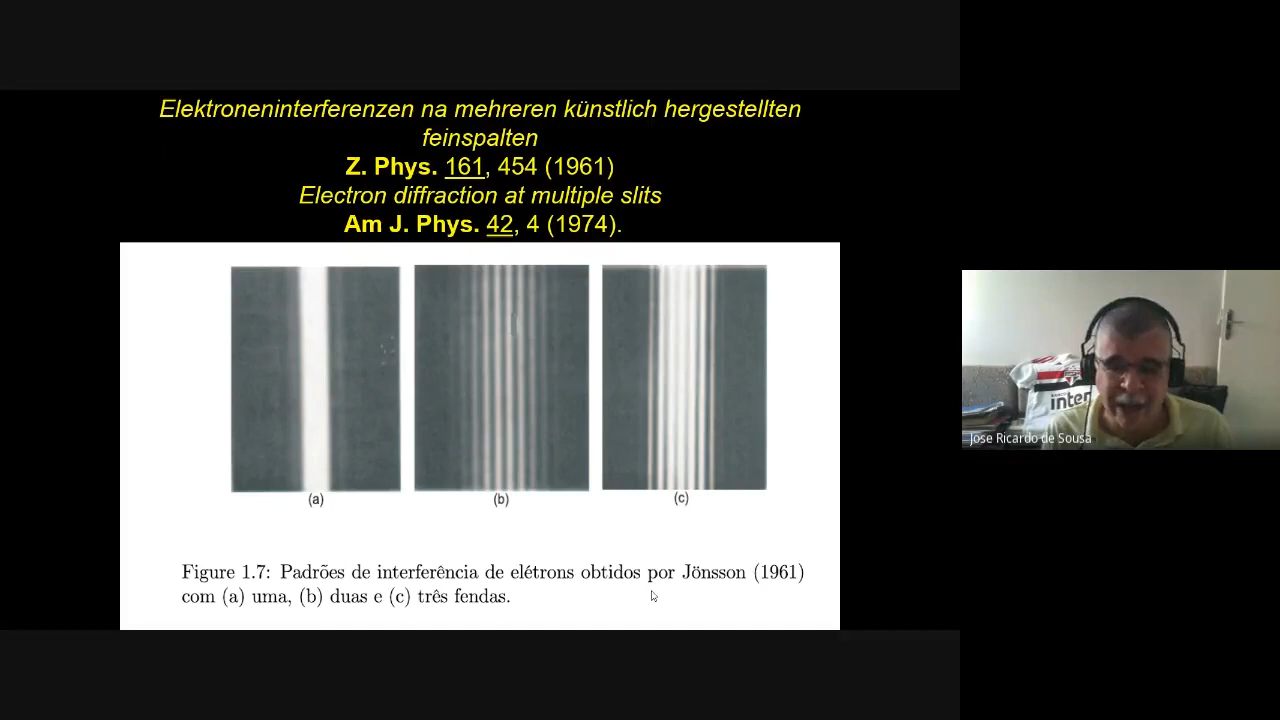 Elektroneninterferenzen na mehreren künstlich hergestellten
feinspalten
Z. Phys. 161, 454 (1961)
Electron diffraction at multiple slits
Am J. Phys. 42, 4 (1974).
(a)
(b)
(c)
Figure 1.7: Padrões de interferência de elétrons obtidos por Jönsson (1961)
com (a) uma, (b) duas e (c) três fendas.
inter
Jose Ricardo de Sousa